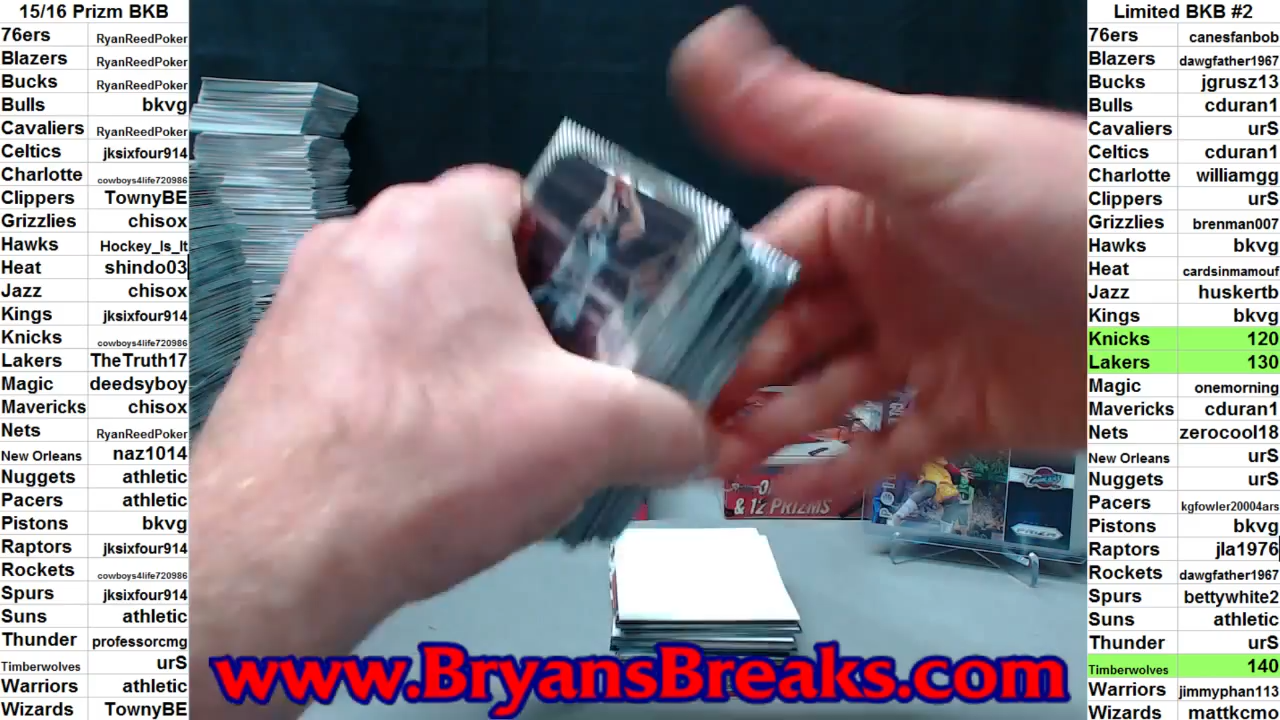 15/16 Prizm BKB
76ers RyanReedPoker
Blazers RyanReedPoker
Bucks RyanReedPoker
Bulls bkvg
Cavaliers RyanReedPoker
Celtics jksixfour914
Charlotte cowboys4life720986
Clippers TownyBE
Grizzlies chisox
Hawks Hockey_Is_It
Heat shindo03
Jazz chisox
Kings jksixfour914
Knicks cowboys4life720986
Lakers TheTruth17
Magic deedsyboy
Mavericks chisox
Nets RyanReedPoker
New Orleans naz1014
Nuggets athletic
Pacers athletic
Pistons bkvg
Raptors jksixfour914
Rockets cowboys4life720986
Spurs jksixfour914
Suns athletic
Thunder professorcmg
Timberwolves urS
Warriors athletic
Wizards TownyBE
& 12 PRIZMS
PRIZM
www.BryansBreaks.com
Limited BKB #2
76ers canesfanbob
Blazers dawgfather1967
Bucks jgrusz13
Bulls cduran1
Cavaliers urS
Celtics cduran1
Charlotte williamgg
Clippers urS
Grizzlies brenman007
Hawks bkvg
Heat cardsinmamouf
Jazz huskertb
Kings bkvg
Knicks 120
Lakers 130
Magic onemorning
Mavericks cduran1
Nets zerocool18
New Orleans urS
Nuggets urS
Pacers kgfowler20004ars
Pistons bkvg
Raptors jla1976
Rockets dawgfather1967
Spurs bettywhite2
Suns athletic
Thunder urS
Timberwolves 140
Warriors jimmyphan113
Wizards mattkcmo